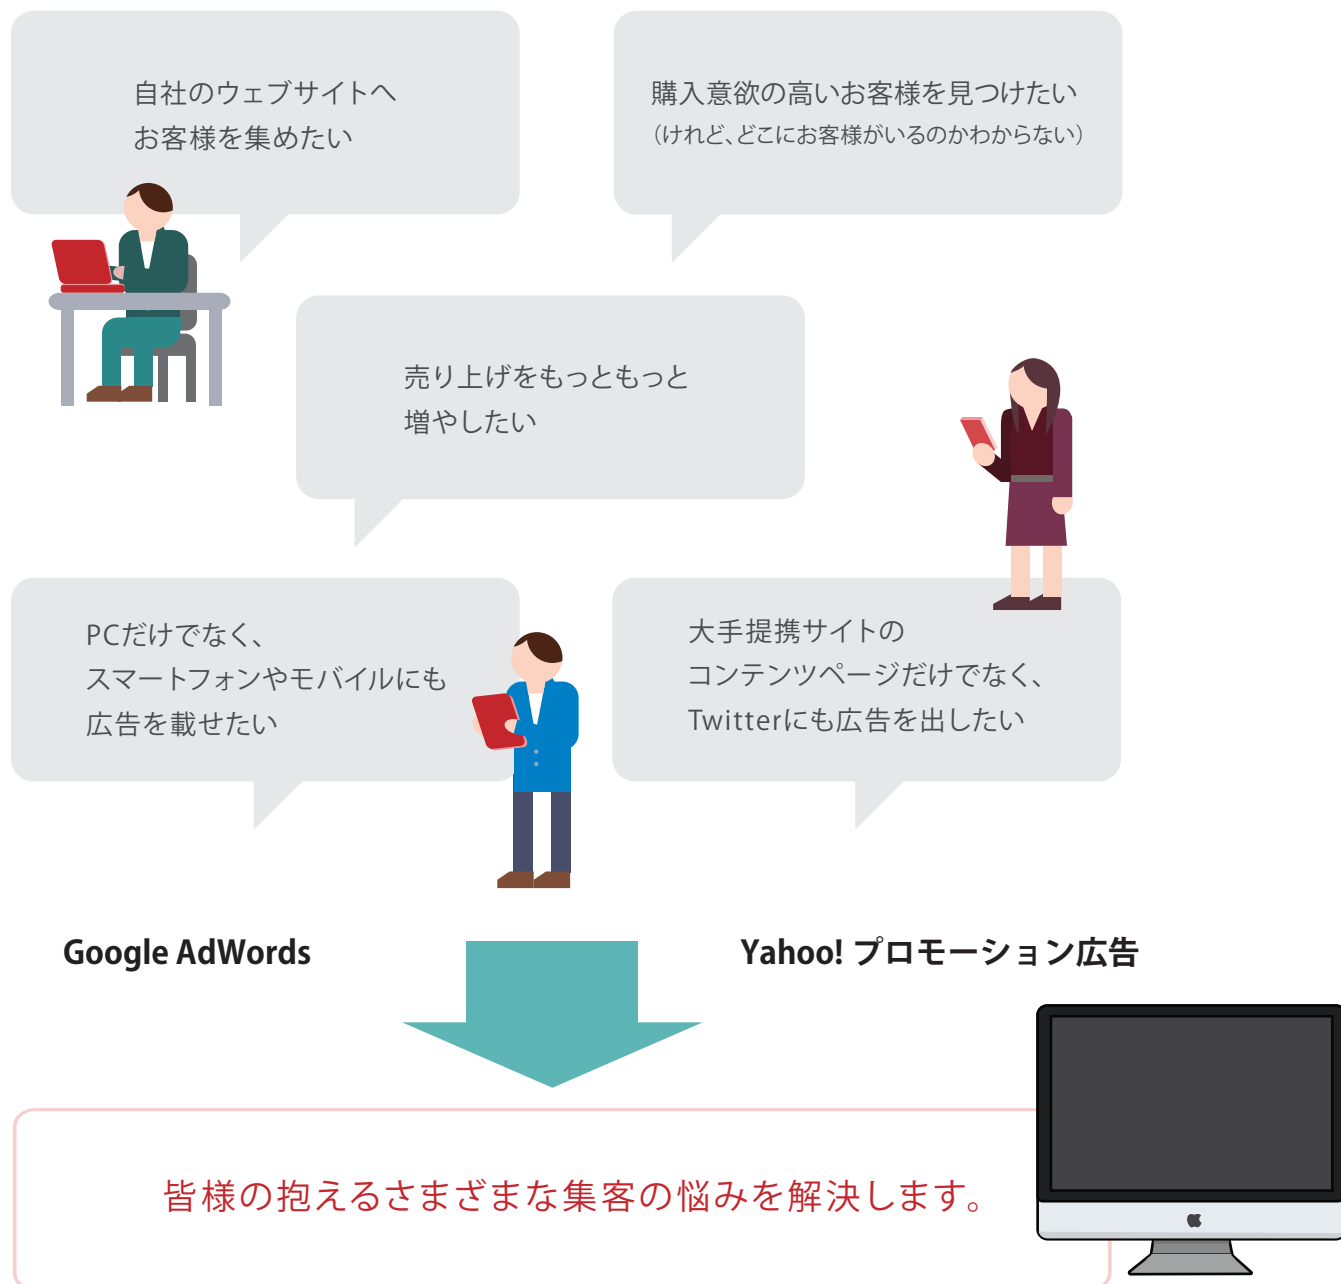 自社のウェブサイトへ
お客様を集めたい
購入意欲の高いお客様を見つけたい
（けれど、どこにお客様がいるのかわからない）
売り上げをもっともっと
増やしたい
PCだけでなく、
スマートフォンやモバイルにも
広告を載せたい
大手提携サイトの
コンテンツページだけでなく、
Twitterにも広告を出したい
Google AdWords
Yahoo! プロモーション広告
皆様の抱えるさまざまな集客の悩みを解決します。